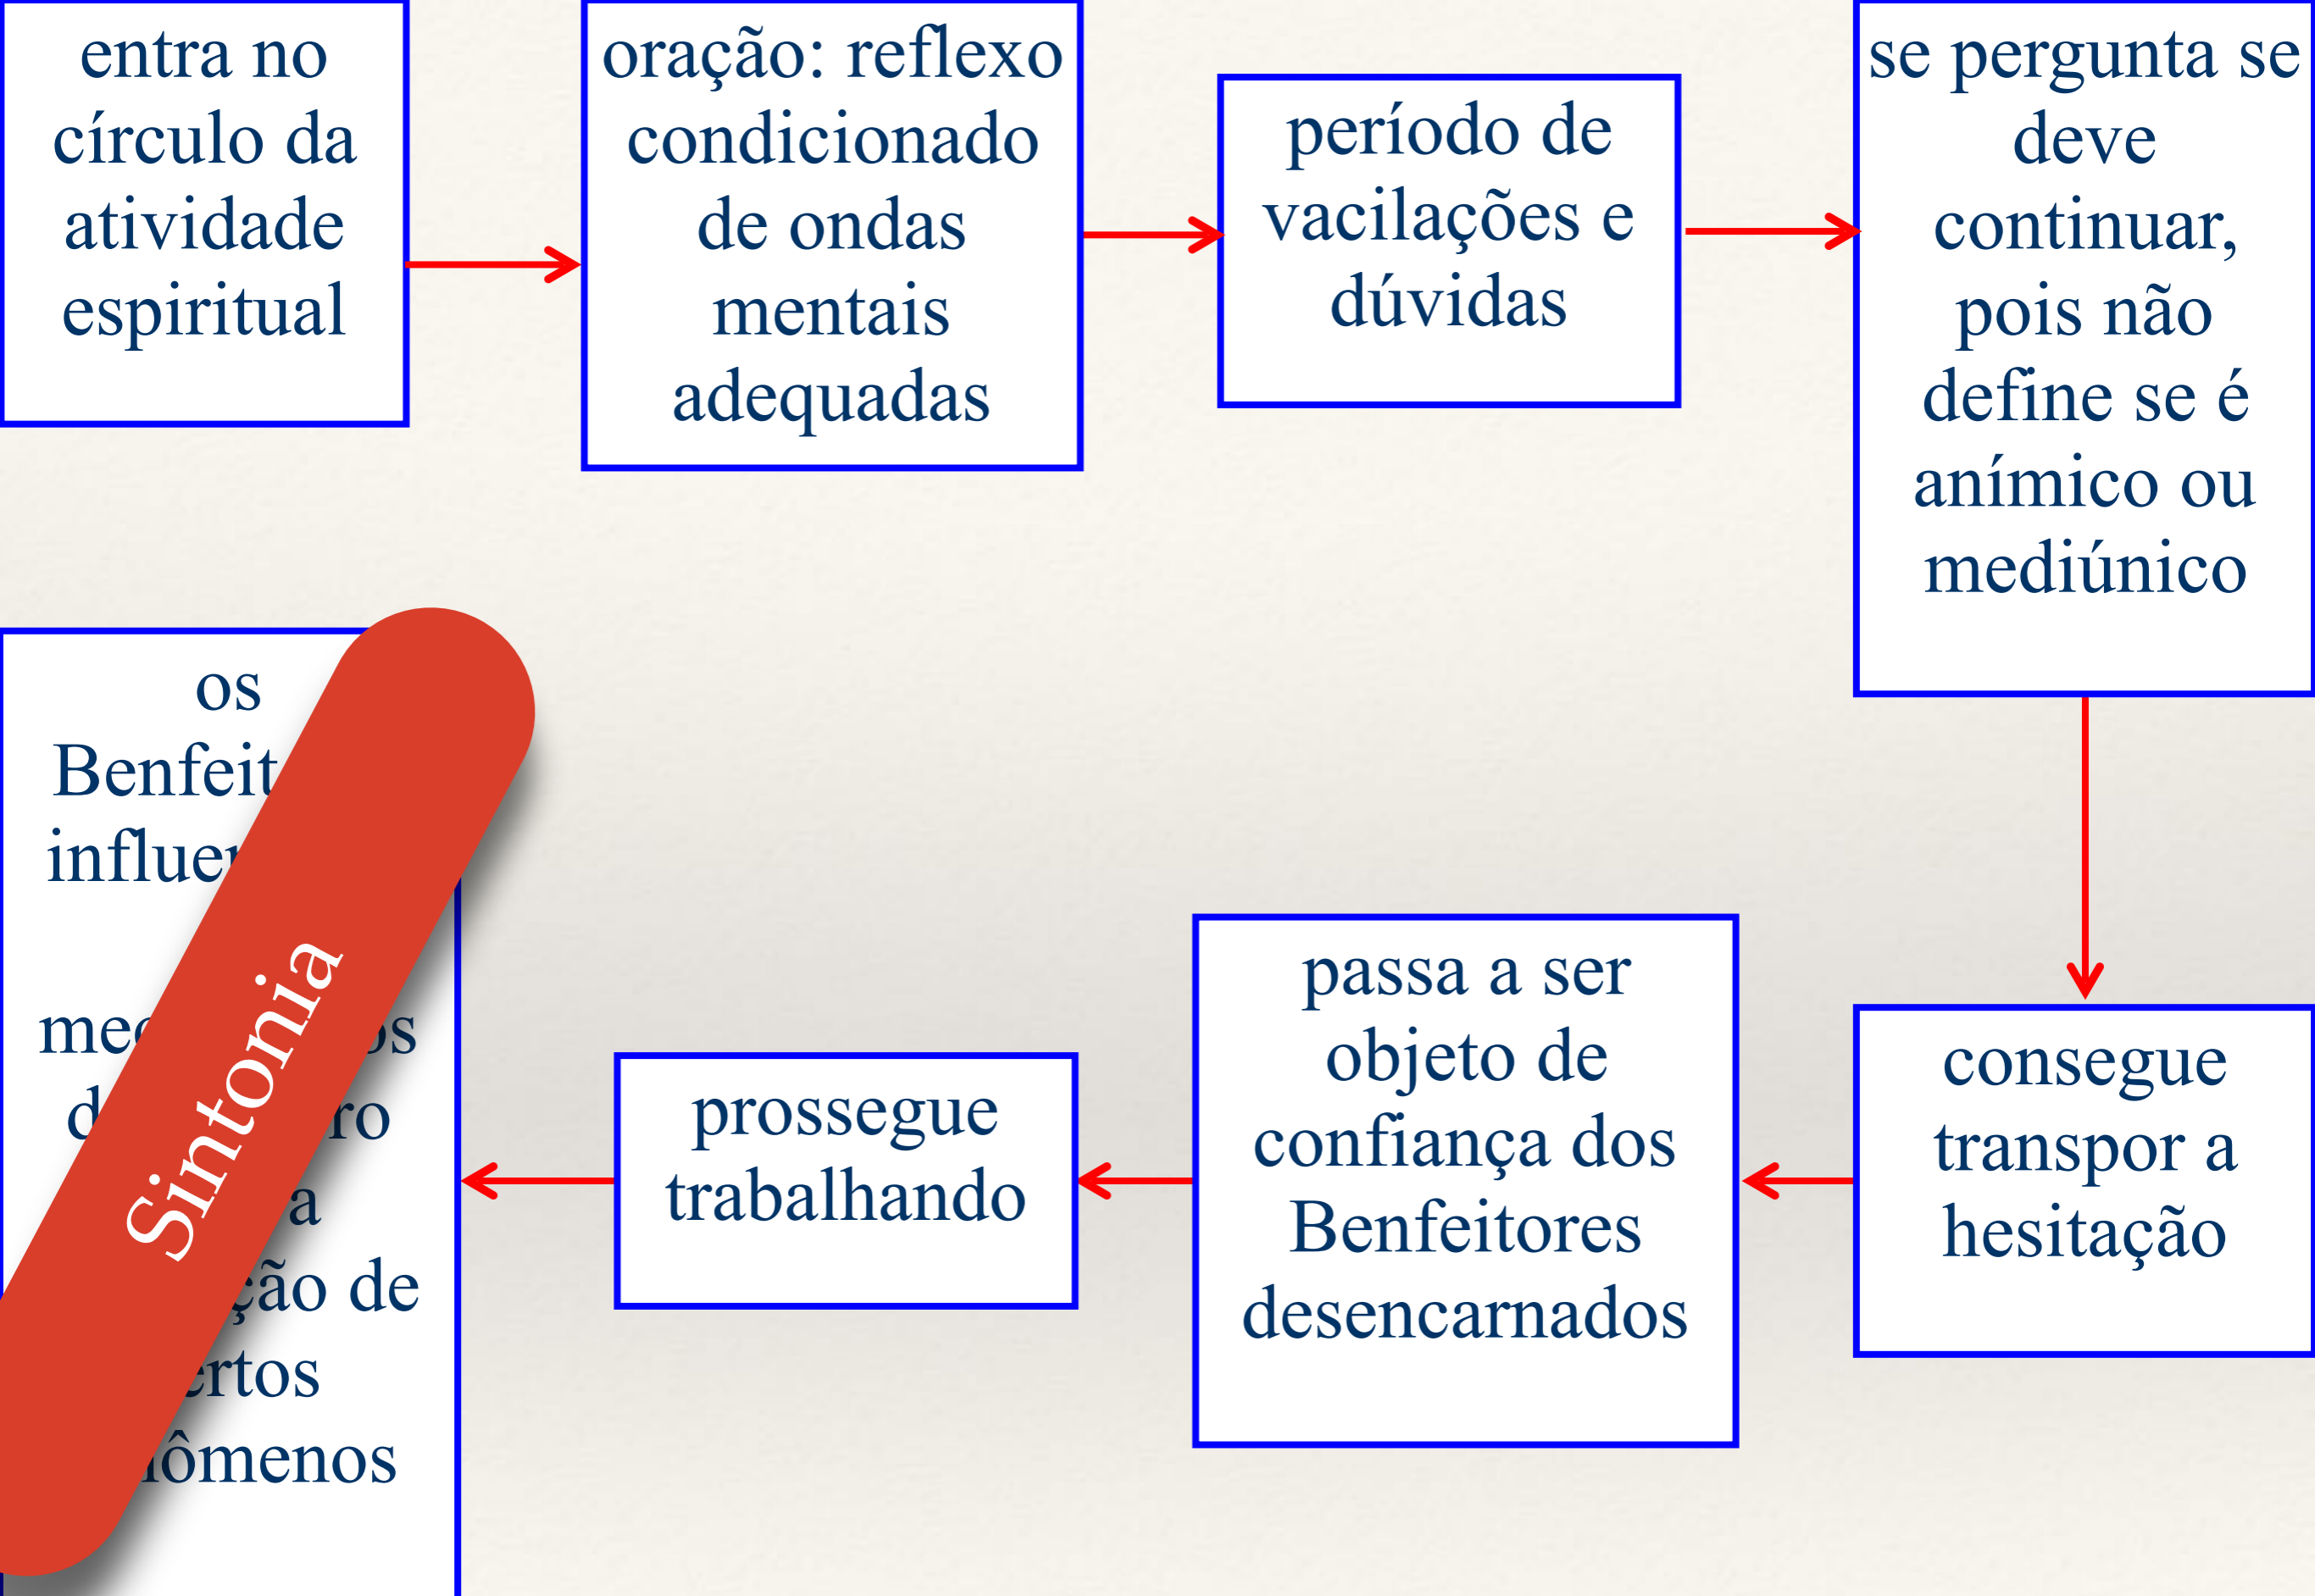 entra no
círculo da
atividade
espiritual
oração: reflexo
condicionado
de ondas
mentais
adequadas
período de
vacilações e
dúvidas
se pergunta se
deve
continuar,
pois não
define se é
anímico ou
mediúnico
consegue
transpor a
hesitação
passa a ser
objeto de
confiança dos
Benfeitores
desencarnados
prossegue
trabalhando
os
a
de
Sintonia